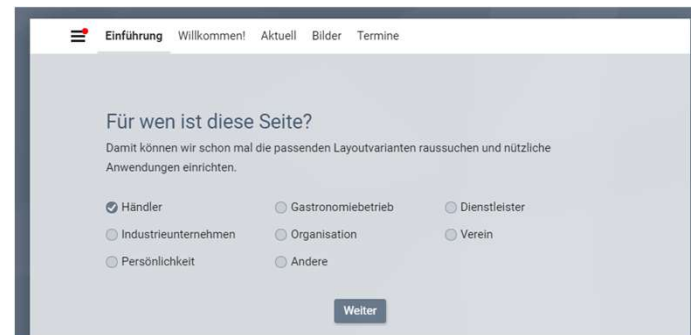 Einführung Willkommen! Aktuell Bilder Termine
Für wen ist diese Seite?
Damit können wir schon mal die passenden Layoutvarianten raussuchen und nützliche
Anwendungen einrichten.
Händler Gastronomiebetrieb Dienstleister
Industrieunternehmen Organisation Verein
Persönlichkeit Andere
Weiter